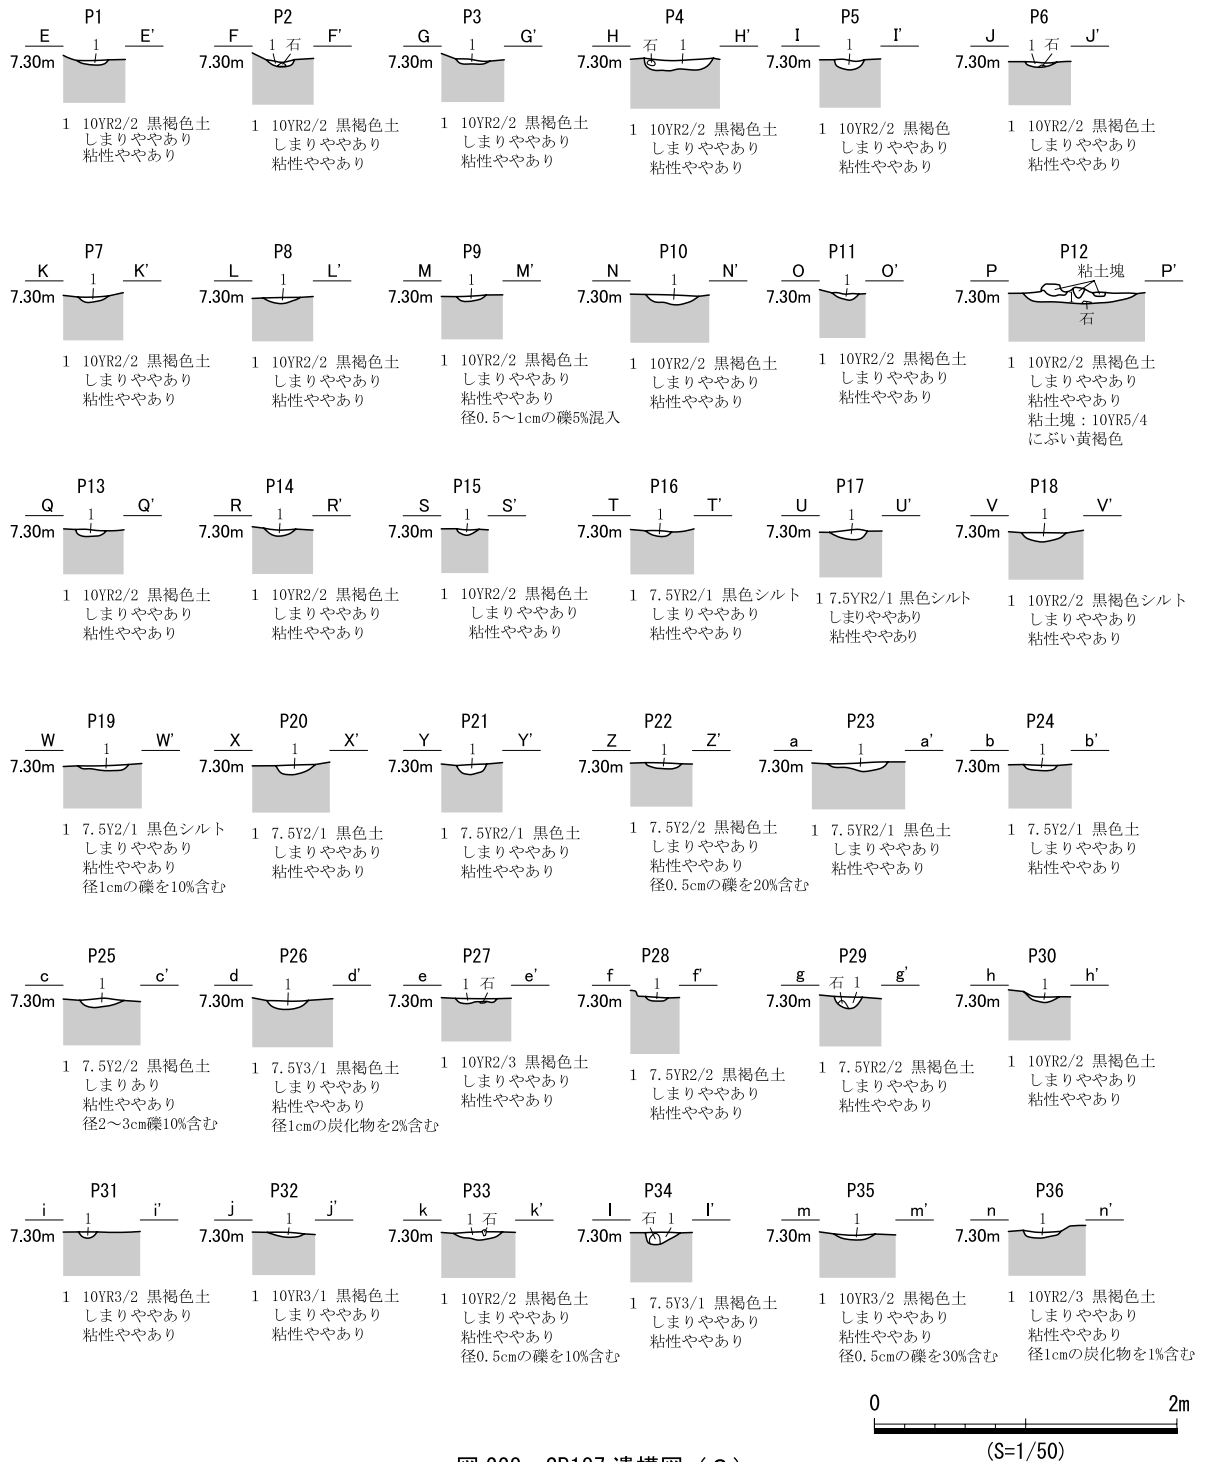 P1
E 1 E'
7.30m
1 10YR2/2 黒褐色土
しまりややあり
粘性ややあり
P2
F 1 石 F'
7.30m
1 10YR2/2 黒褐色土
しまりややあり
粘性ややあり
P3
G 1 G'
7.30m
1 10YR2/2 黒褐色土
しまりややあり
粘性ややあり
P4
H 石 1 H'
7.30m
1 10YR2/2 黒褐色土
しまりややあり
粘性ややあり
P5
I 1 I'
7.30m
1 10YR2/2 黒褐色
しまりややあり
粘性ややあり
P6
J 1 石 J'
7.30m
1 10YR2/2 黒褐色土
しまりややあり
粘性ややあり
P7
K 1 K'
7.30m
1 10YR2/2 黒褐色土
しまりややあり
粘性ややあり
P8
L 1 L'
7.30m
1 10YR2/2 黒褐色土
しまりややあり
粘性ややあり
P9
M 1 M'
7.30m
1 10YR2/2 黒褐色土
しまりややあり
粘性ややあり
径0.5～1cmの礫5%混入
P10
N 1 N'
7.30m
1 10YR2/2 黒褐色土
しまりややあり
粘性ややあり
P11
O 1 O'
7.30m
1 10YR2/2 黒褐色土
しまりややあり
粘性ややあり
P12
P 粘土塊 P'
7.30m
1
石
1 10YR2/2 黒褐色土
しまりややあり
粘性ややあり
粘土塊：10YR5/4
にぶい黄褐色
P13
Q 1 Q'
7.30m
1 10YR2/2 黒褐色土
しまりややあり
粘性ややあり
P14
R 1 R'
7.30m
1 10YR2/2 黒褐色土
しまりややあり
粘性ややあり
P15
S 1 S'
7.30m
1 10YR2/2 黒褐色土
しまりややあり
粘性ややあり
P16
T 1 T'
7.30m
1 7.5YR2/1 黒色シルト
しまりややあり
粘性ややあり
P17
U 1 U'
7.30m
1 7.5YR2/1 黒色シルト
しまりややあり
粘性ややあり
P18
V 1 V'
7.30m
1 10YR2/2 黒褐色シルト
しまりややあり
粘性ややあり
P19
W 1 W'
7.30m
1 7.5Y2/1 黒色シルト
しまりややあり
粘性ややあり
径1cmの礫を10%含む
P20
X 1 X'
7.30m
1 7.5Y2/1 黒色土
しまりややあり
粘性ややあり
P21
Y 1 Y'
7.30m
1 7.5YR2/1 黒色土
しまりややあり
粘性ややあり
P22
Z 1 Z'
7.30m
1 7.5Y2/2 黒褐色土
しまりややあり
粘性ややあり
径0.5cmの礫を20%含む
P23
a 1 a'
7.30m
1 7.5YR2/1 黒色土
しまりややあり
粘性ややあり
P24
b 1 b'
7.30m
1 7.5Y2/1 黒色土
しまりややあり
粘性ややあり
P25
c 1 c'
7.30m
1 7.5Y2/2 黒褐色土
しまりあり
粘性ややあり
径2～3cm礫10%含む
P26
d 1 d'
7.30m
1 7.5Y3/1 黒褐色土
しまりややあり
粘性ややあり
径1cmの炭化物を2%含む
P27
e 1 石 e'
7.30m
1 10YR2/3 黒褐色土
しまりややあり
粘性ややあり
P28
f 1 f'
7.30m
1 7.5YR2/2 黒褐色土
しまりややあり
粘性ややあり
P29
g 石 1 g'
7.30m
1 7.5YR2/2 黒褐色土
しまりややあり
粘性ややあり
P30
h 1 h'
7.30m
1 10YR2/2 黒褐色土
しまりややあり
粘性ややあり
P31
i 1 i'
7.30m
1 10YR3/2 黒褐色土
しまりややあり
粘性ややあり
P32
j 1 j'
7.30m
1 10YR3/1 黒褐色土
しまりややあり
粘性ややあり
P33
k 1 石 k'
7.30m
1 10YR2/2 黒褐色土
しまりややあり
粘性ややあり
径0.5cmの礫を10%含む
P34
l 石 1 l'
7.30m
1 7.5Y3/1 黒褐色土
しまりややあり
粘性ややあり
P35
m 1 m'
7.30m
1 10YR3/2 黒褐色土
しまりややあり
粘性ややあり
径0.5cmの礫を30%含む
P36
n 1 n'
7.30m
1 10YR2/3 黒褐色土
しまりややあり
粘性ややあり
径1cmの炭化物を1%含む
0 2m
(S=1/50)